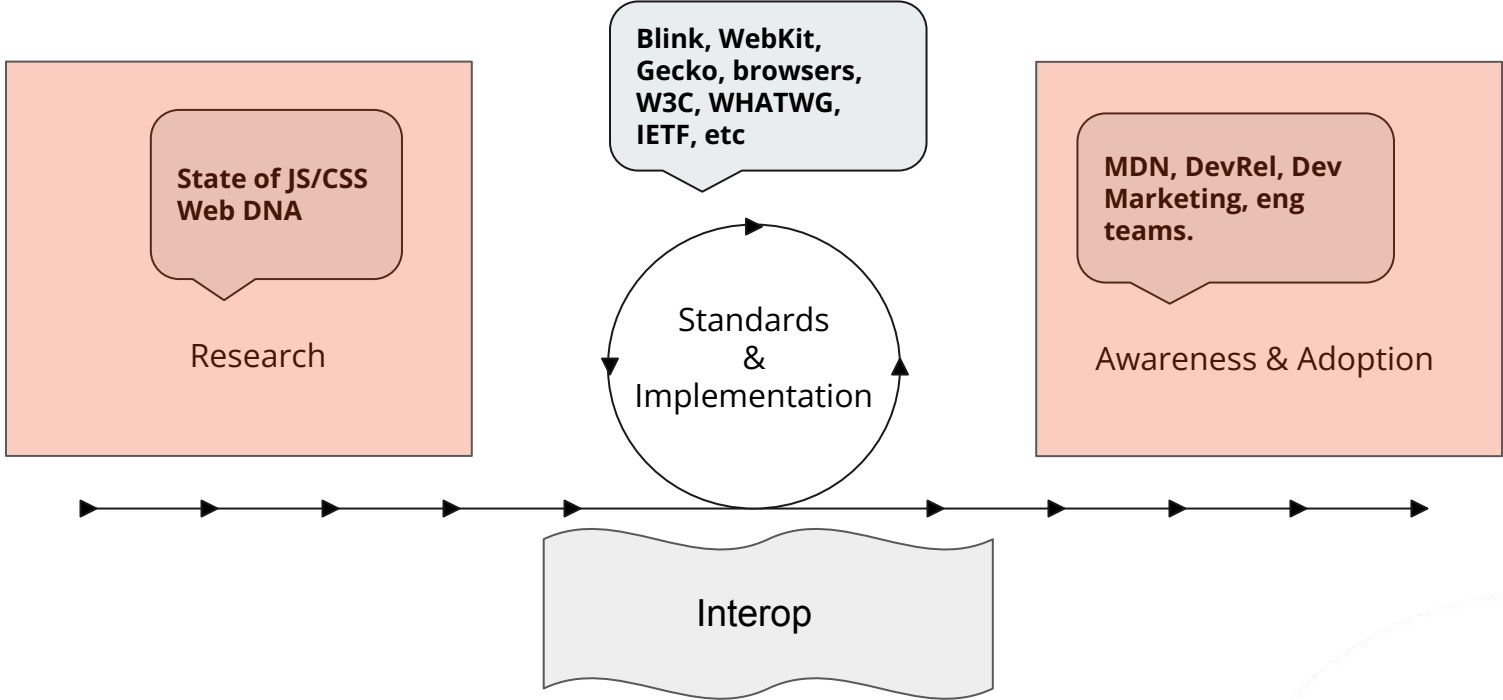 Blink, WebKit,
Gecko, browsers,
W3C, WHATWG,
IETF, etc
State of JS/CSS
Web DNA
Research
Standards
&
Implementation
MDN, DevRel, Dev
Marketing, eng
teams.
Awareness & Adoption
Interop